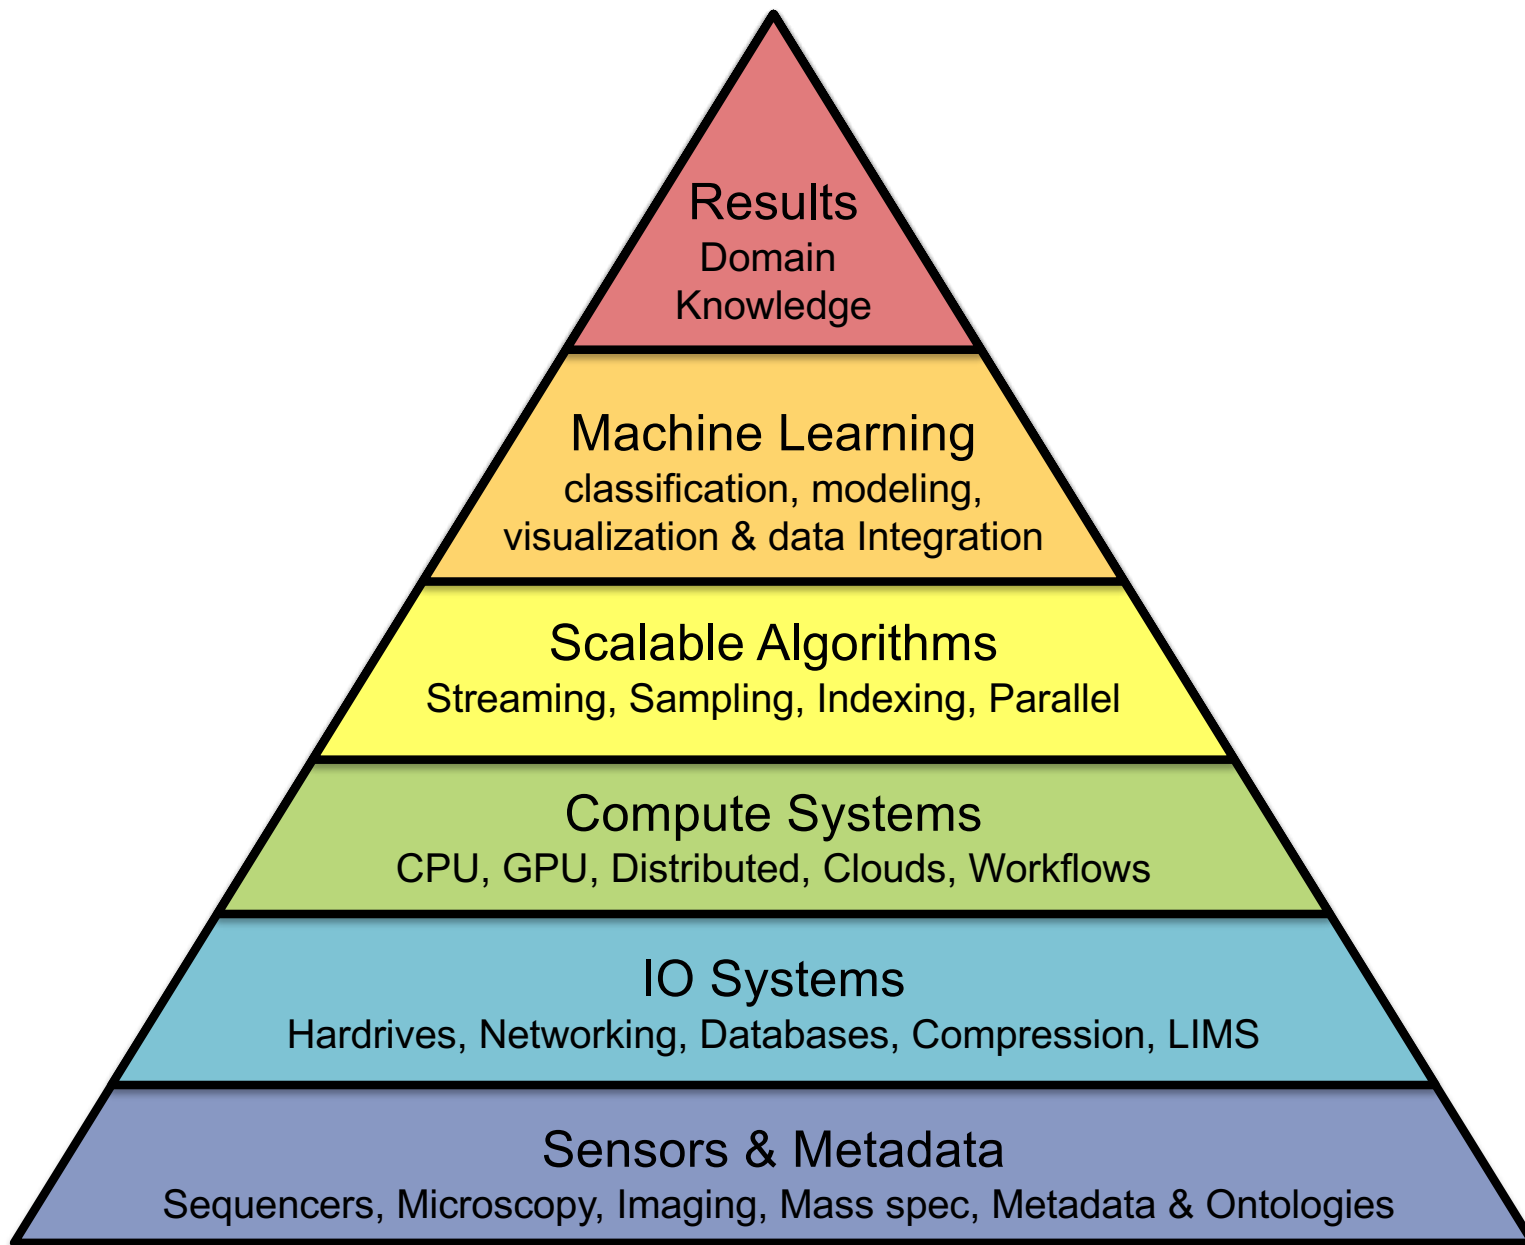 Results
Domain
Knowledge
Machine Learning
classification, modeling,
visualization & data Integration
Scalable Algorithms
Streaming, Sampling, Indexing, Parallel
Compute Systems
CPU, GPU, Distributed, Clouds, Workflows
IO Systems
Hardrives, Networking, Databases, Compression, LIMS
Sensors & Metadata
Sequencers, Microscopy, Imaging, Mass spec, Metadata & Ontologies